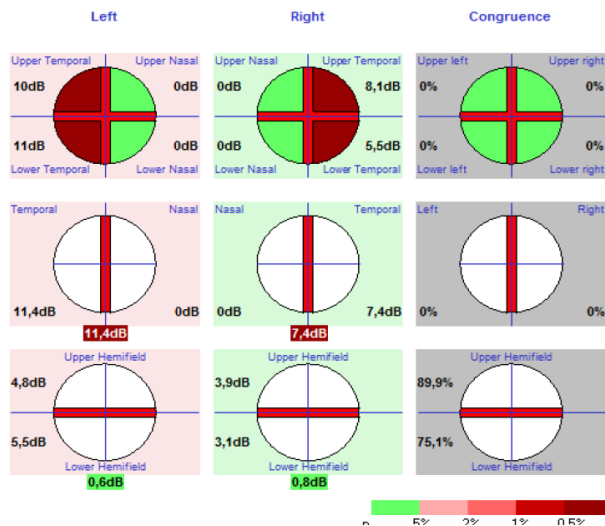 Left Right Congruence
Upper Temporal Upper Nasal Upper Nasal Upper Temporal Upper left Upper right
10dB 0dB 0dB 8,1dB 0% 0%
11dB 0dB 0dB 5,5dB 0% 0%
Lower Temporal Lower Nasal Lower Nasal Lower Temporal Lower left Lower right
Temporal Nasal Nasal Temporal Left Right
11,4dB 0dB 0dB 7,4dB 0% 0%
11,4dB 7,4dB
Upper Hemifield Upper Hemifield Upper Hemifield
4,8dB 3,9dB 89,9%
5,5dB 3,1dB 75,1%
Lower Hemifield Lower Hemifield Lower Hemifield
0,6dB 0,8dB
5% 2% 1% 0.5%